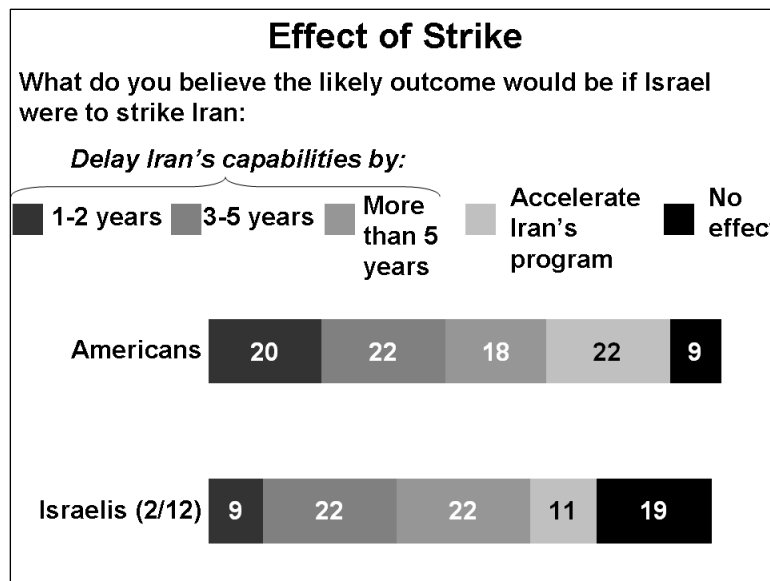 Effect of Strike
What do you believe the likely outcome would be if Israel
were to strike Iran:
Delay Iran's capabilities by:
1-2 years 3-5 years More than 5 years Accelerate Iran's program No effect
Americans 20 22 18 22 9
Israelis (2/12) 9 22 22 11 19